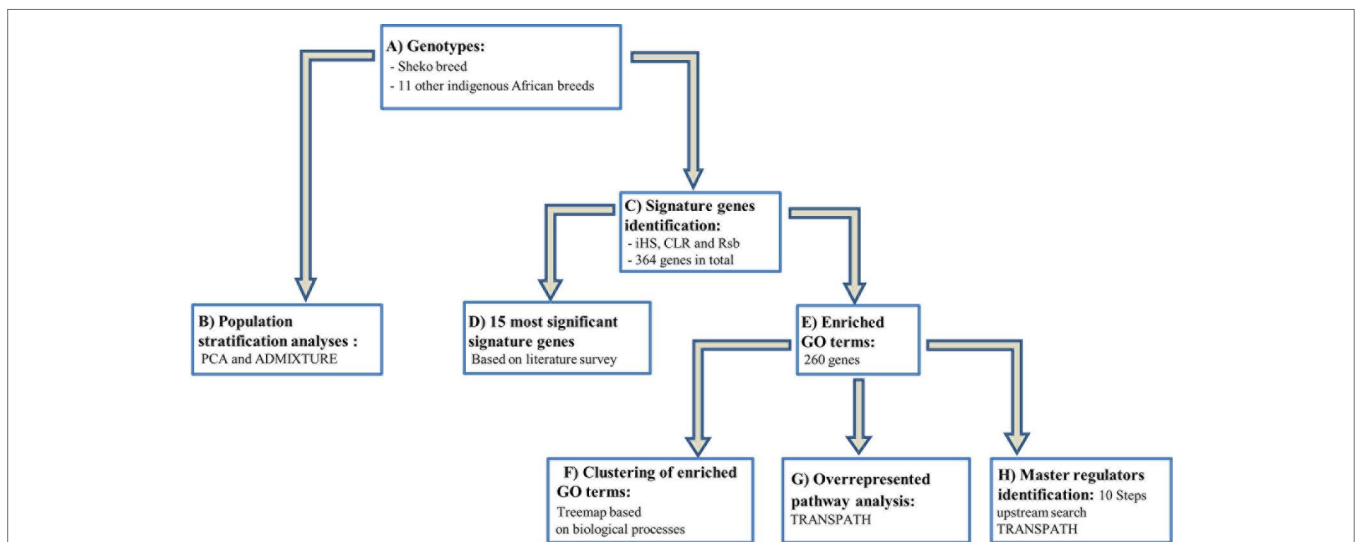 A) Genotypes:
- Sheko breed
- 11 other indigenous African breeds
C) Signature genes
identification:
- iHS, CLR and Rsb
- 364 genes in total
B) Population
stratification analyses :
PCA and ADMIXTURE
D) 15 most significant
signature genes
Based on literature survey
E) Enriched
GO terms:
260 genes
F) Clustering of enriched
GO terms:
Treemap based
on biological processes
G) Overrepresented
pathway analysis:
TRANSPATH
H) Master regulators
identification: 10 Steps
upstream search
TRANSPATH